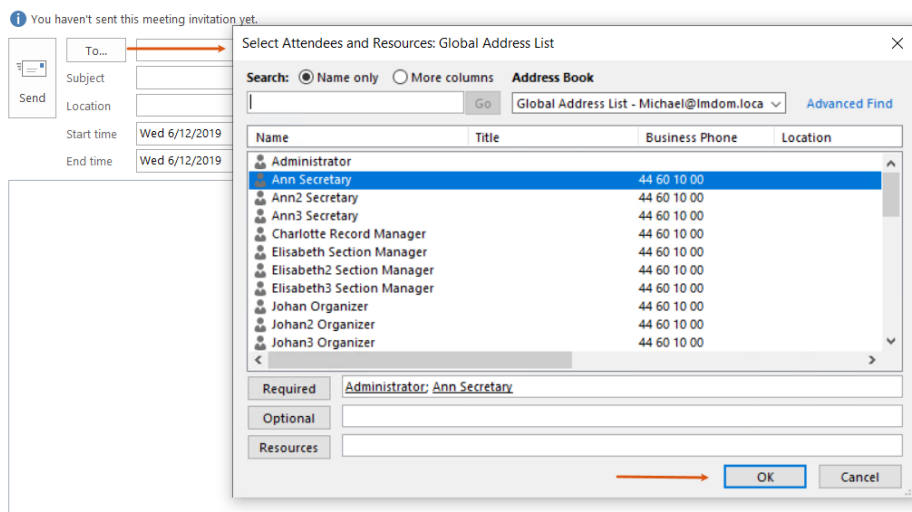 You haven't sent this meeting invitation yet.
To...
Send
Subject
Location
Start time Wed 6/12/2019
End time Wed 6/12/2019
Select Attendees and Resources: Global Address List
Search: Name only More columns Address Book
Go Global Address List - Michael@lmdom.loca Advanced Find
Name Title Business Phone Location
Administrator
Ann Secretary 44 60 10 00
Ann2 Secretary 44 60 10 00
Ann3 Secretary 44 60 10 00
Charlotte Record Manager 44 60 10 00
Elisabeth Section Manager 44 60 10 00
Elisabeth2 Section Manager 44 60 10 00
Elisabeth3 Section Manager 44 60 10 00
Johan Organizer 44 60 10 00
Johan2 Organizer 44 60 10 00
Johan3 Organizer 44 60 10 00
Required Administrator; Ann Secretary
Optional
Resources
OK Cancel